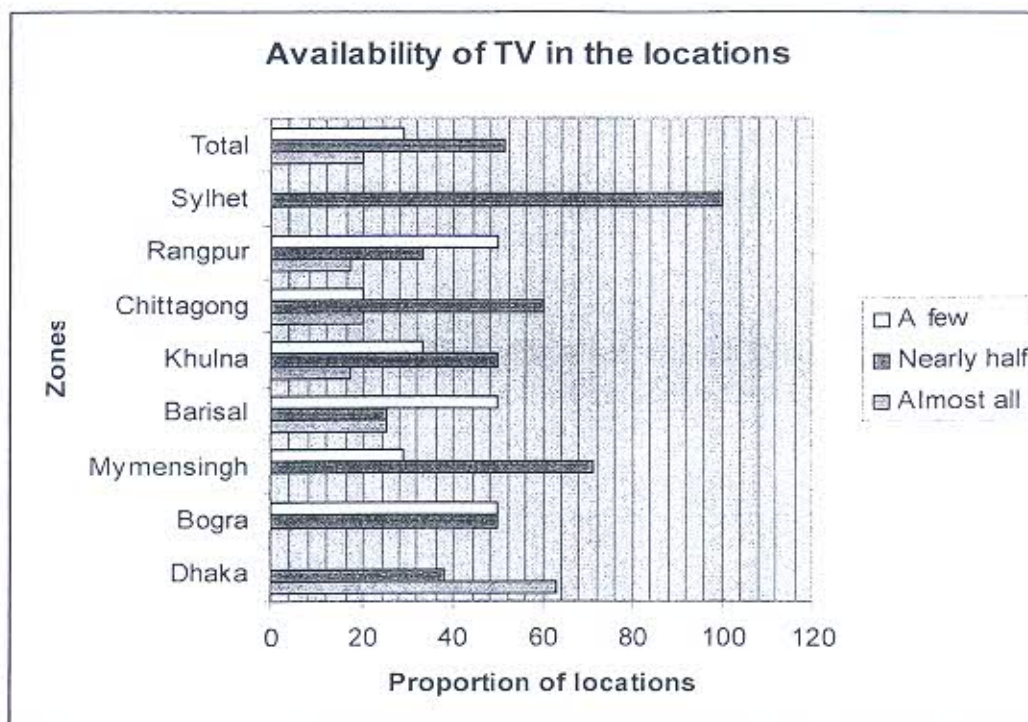 Availability of TV in the locations
Total
Sylhet
Rangpur
Chittagong
Khulna
Barisal
Mymensingh
Bogra
Dhaka
Zones
0 20 40 60 80 100 120
Proportion of locations
A few
Nearly half
Almost all